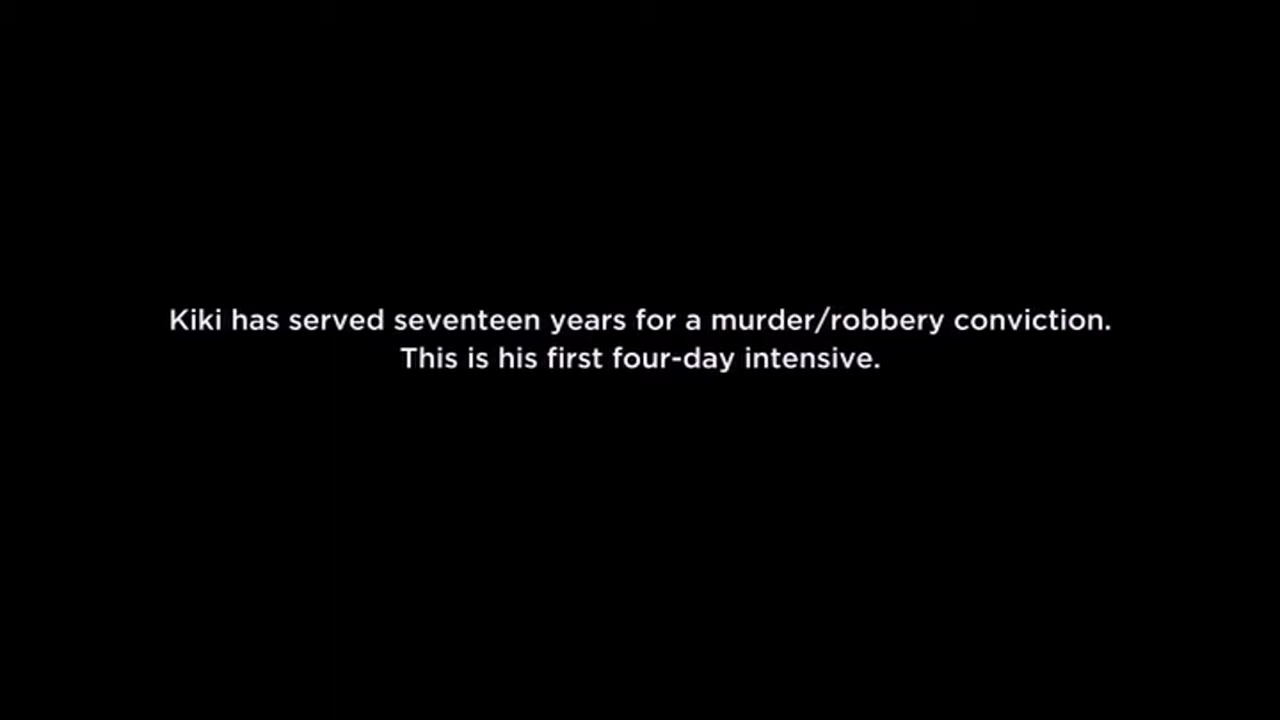 Kiki has served seventeen years for a murder/robbery conviction.
This is his first four-day intensive.